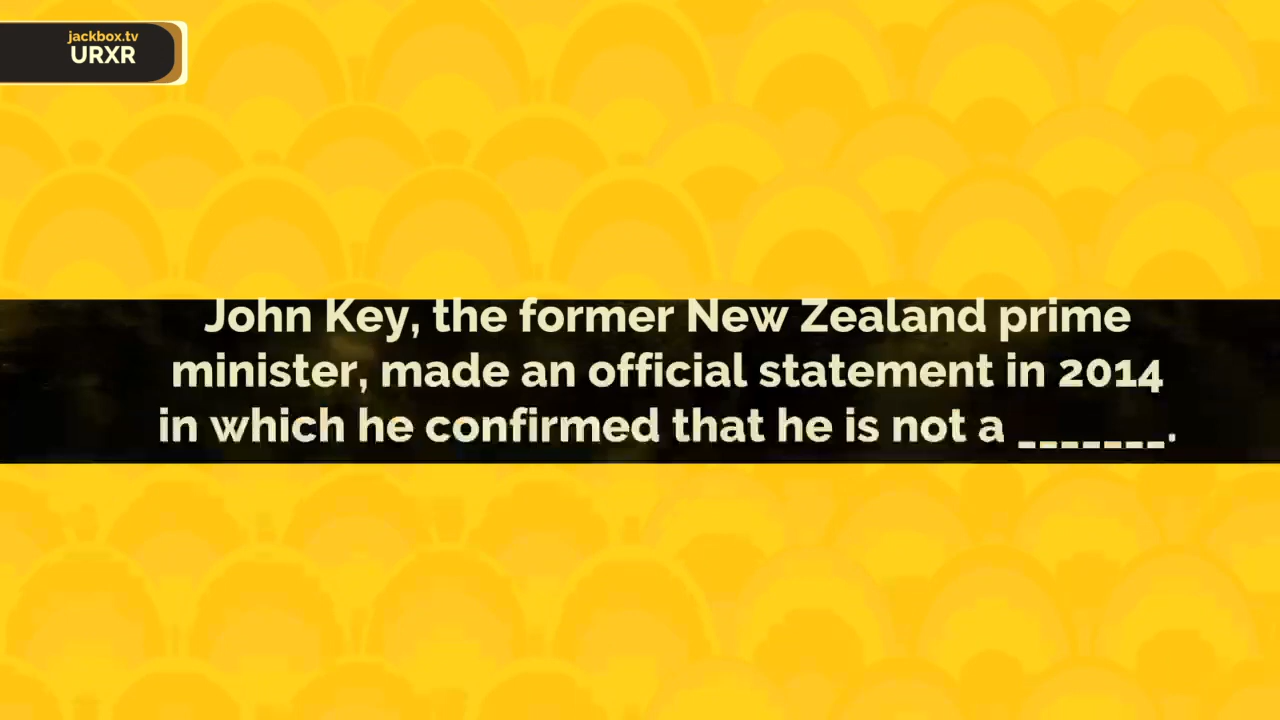 jackbox.tv
URXR
John Key, the former New Zealand prime
minister, made an official statement in 2014
in which he confirmed that he is not a _______.